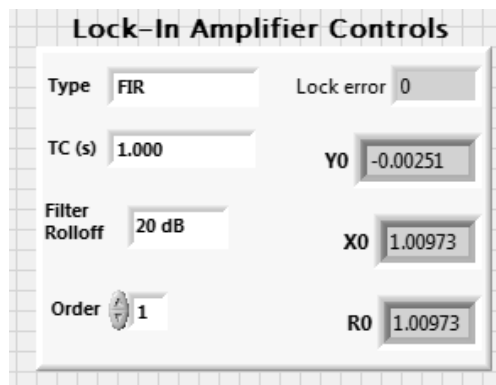 Lock-In Amplifier Controls
Type FIR
Lock error 0
TC (s) 1.000
Y0 -0.00251
Filter
Rolloff 20 dB
X0 1.00973
Order 1
R0 1.00973